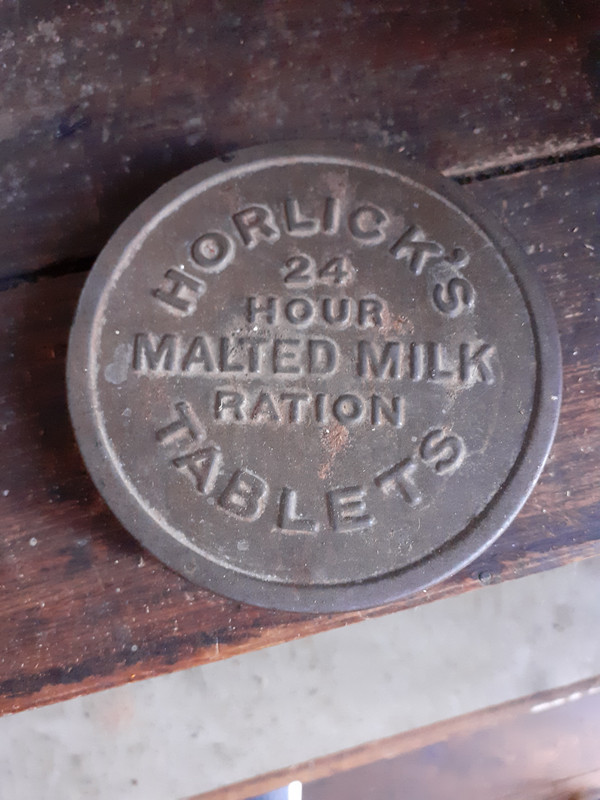 HORLICK'S
24
HOUR
MALTED MILK
RATION
TABLETS